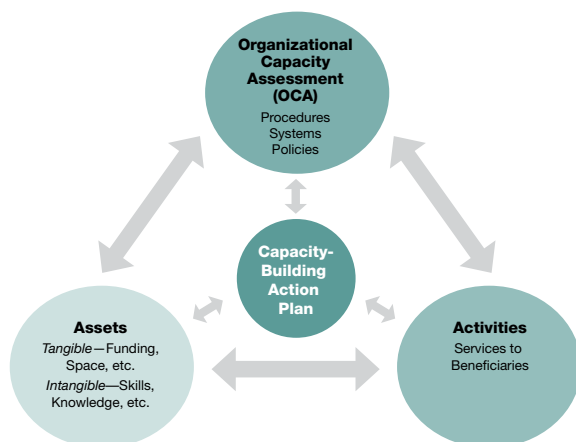 Organizational
Capacity
Assessment
(OCA)
Procedures
Systems
Policies
Capacity-
Building
Action
Plan
Assets
Tangible—Funding,
Space, etc.
Intangible—Skills,
Knowledge, etc.
Activities
Services to
Beneficiaries